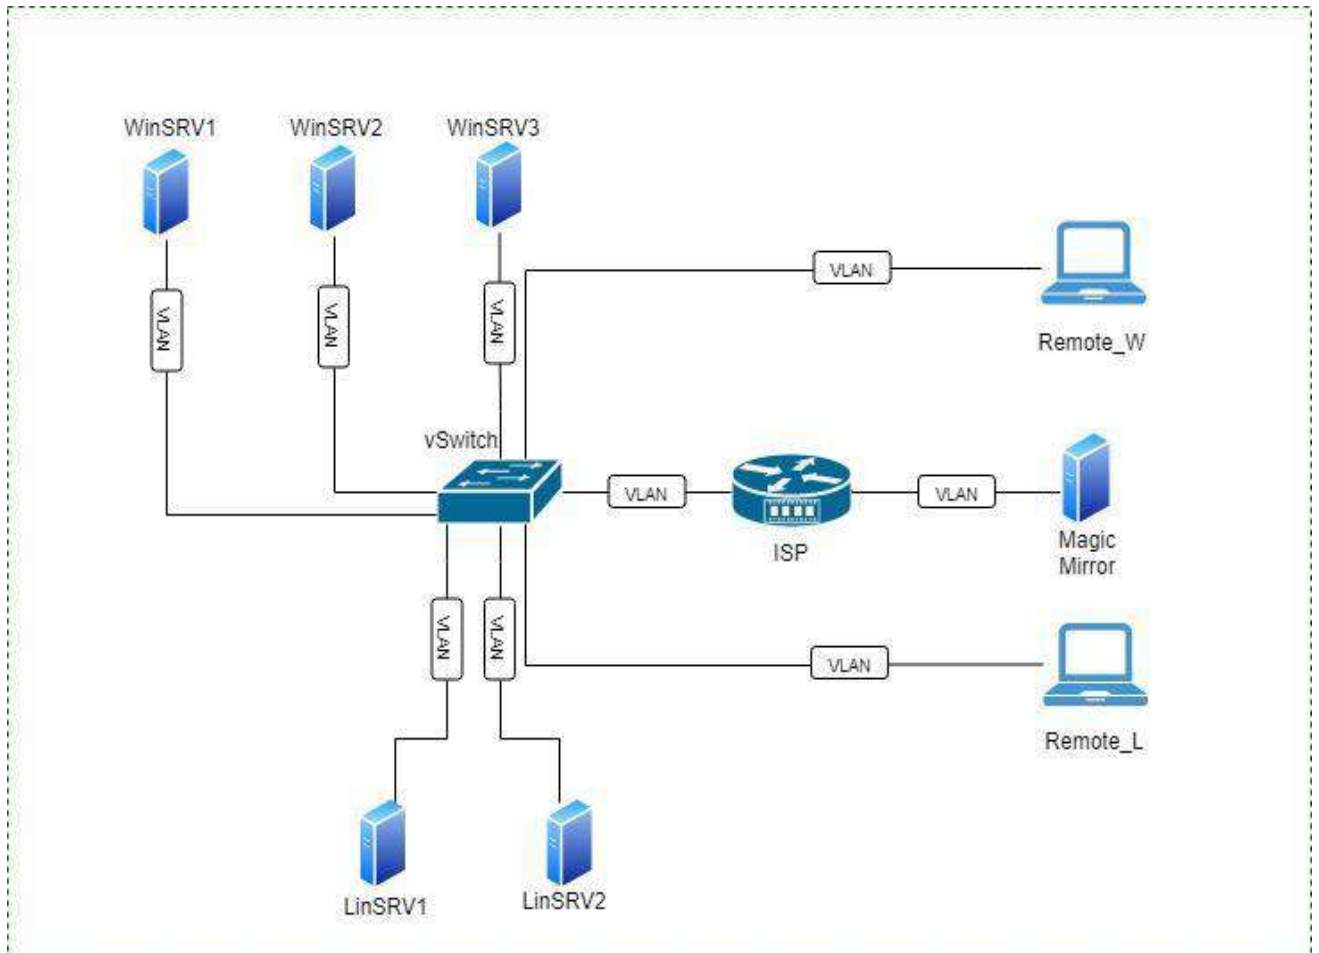 WinSRV1
WinSRV2
WinSRV3
VLAN
VLAN
VLAN
VLAN
Remote_W
vSwitch
VLAN
VLAN
ISP
Magic
Mirror
VLAN
VLAN
VLAN
Remote_L
LinSRV1
LinSRV2